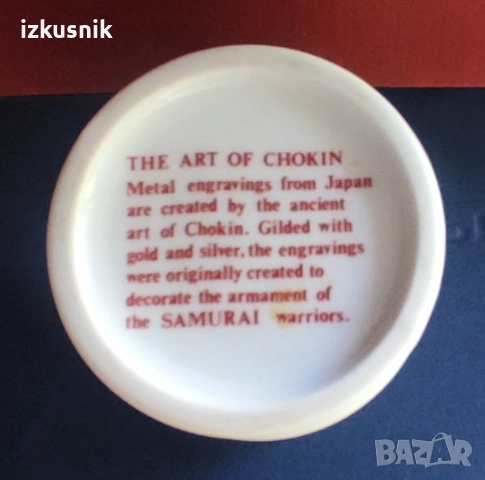 izkusnik
THE ART OF CHOKIN
Metal engravings from Japan
are created by the ancient
art of Chokin. Gilded with
gold and silver, the engravings
were originally created to
decorate the armament of
the SAMURAI warriors.
BAZAR